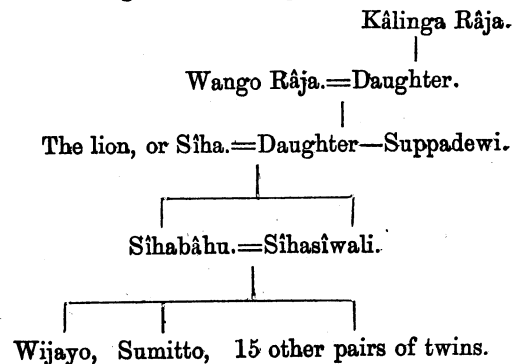 Kâlinga Râja.
Wango Râja.=Daughter.
The lion, or Sîha.=Daughter—Suppadewi.
Sîhabâhu.=Sîhasîwali.
Wijayo, Sumitto, 15 other pairs of twins.